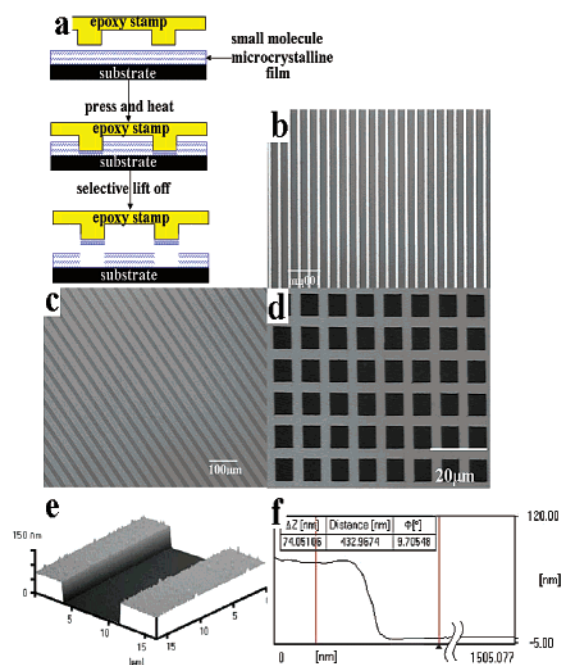 a
epoxy stamp
small molecule
microcrystalline
film
substrate
press and heat
epoxy stamp
substrate
selective lift off
epoxy stamp
substrate
b
c
100μm
d
20μm
e
150 nm
0
5
10
15
5
10
15
f
ΔZ [nm] Distance [nm] Φ[°]
74.05106 432.9674 9.70548
120.00
[nm]
-5.00
0 [nm] 1505.077